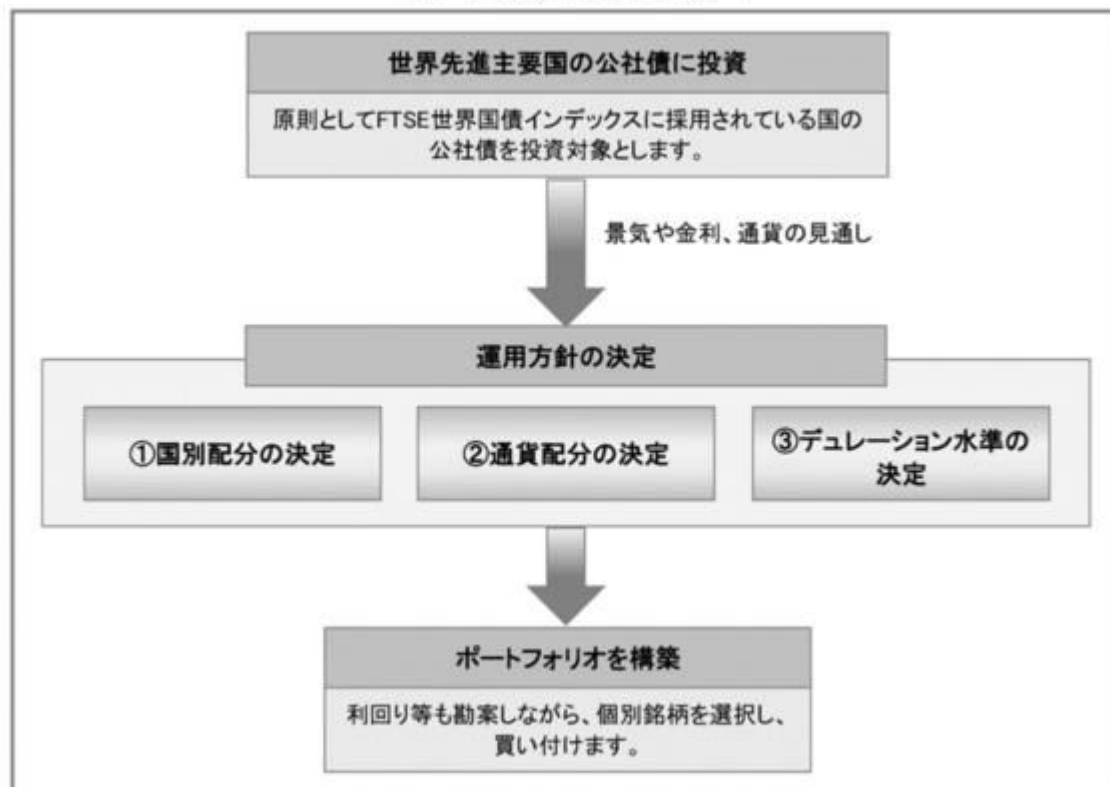 世界先進主要国の公社債に投資
原則としてFTSE世界国債インデックスに採用されている国の
公社債を投資対象とします。
景気や金利、通貨の見通し
運用方針の決定
①国別配分の決定
②通貨配分の決定
③デュレーション水準の
決定
ポートフォリオを構築
利回り等も勘案しながら、個別銘柄を選択し、
買い付けます。